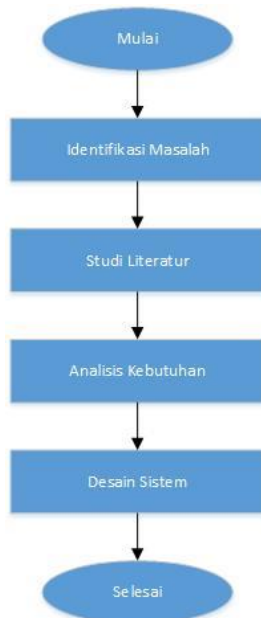 Mulai
Identifikasi Masalah
Studi Literatur
Analisis Kebutuhan
Desain Sistem
Selesai